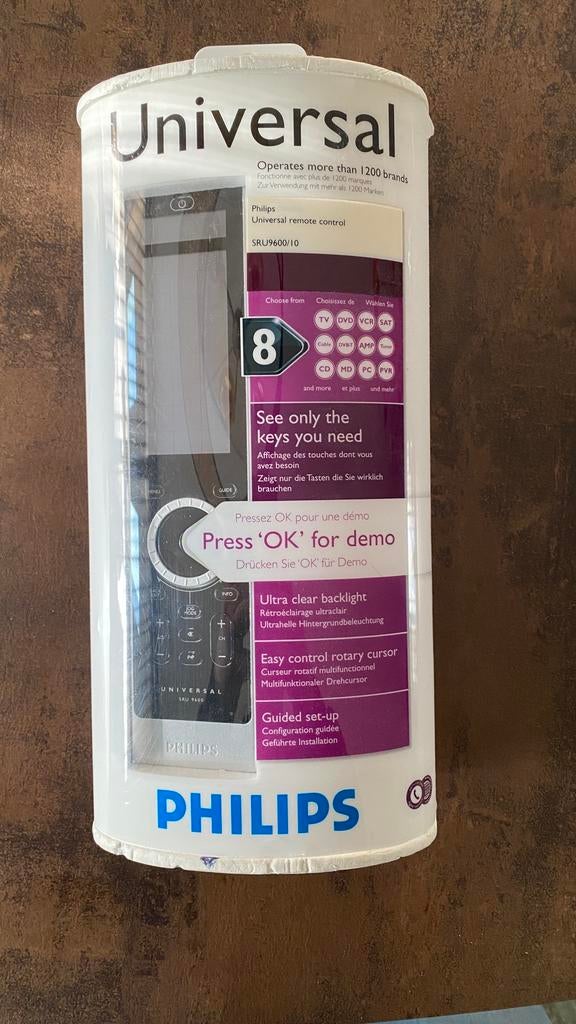 Universal
Operates more than 1200 brands
Fonctionne avec plus de 1200 marques
Zur Verwendung mit mehr als 1200 Marken
Philips
Universal remote control
SRU9600/10
Choose from Choisissez de Wählen Sie
8
TV DVD VCR SAT
Cable DVBT AMP Tuner
CD MD PC PVR
and more et plus und mehr
See only the
keys you need
Affichage des touches dont vous
avez besoin
Zeigt nur die Tasten die Sie wirklich
brauchen
MENU GUIDE
Pressez OK pour une démo
Press 'OK' for demo
Drücken Sie 'OK' für Demo
INFO
Ultra clear backlight
Rétroéclairage ultraclair
Ultrahelle Hintergrundbeleuchtung
+ +
CH
- -
P·P
Easy control rotary cursor
Curseur rotatif multifunctionnel
Multifunktionaler Drehcursor
UNIVERSAL
SRU 9600
Guided set-up
Configuration guidée
Geführte Installation
PHILIPS
PHILIPS